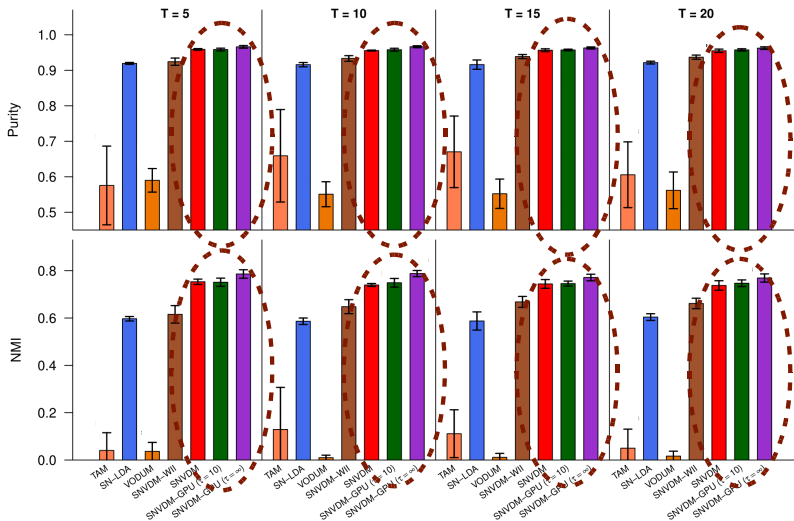 T = 5 T = 10 T = 15 T = 20
Purity
1.0
0.9
0.8
0.7
0.6
0.5
NMI
0.8
0.6
0.4
0.2
0.0
TAM SN−LDA VODUM SNVDM−WII SNVDM SNVDM−GPU (τ = 10) SNVDM−GPU (τ = ∞)
TAM SN−LDA VODUM SNVDM−WII SNVDM SNVDM−GPU (τ = 10) SNVDM−GPU (τ = ∞)
TAM SN−LDA VODUM SNVDM−WII SNVDM SNVDM−GPU (τ = 10) SNVDM−GPU (τ = ∞)
TAM SN−LDA VODUM SNVDM−WII SNVDM SNVDM−GPU (τ = 10) SNVDM−GPU (τ = ∞)